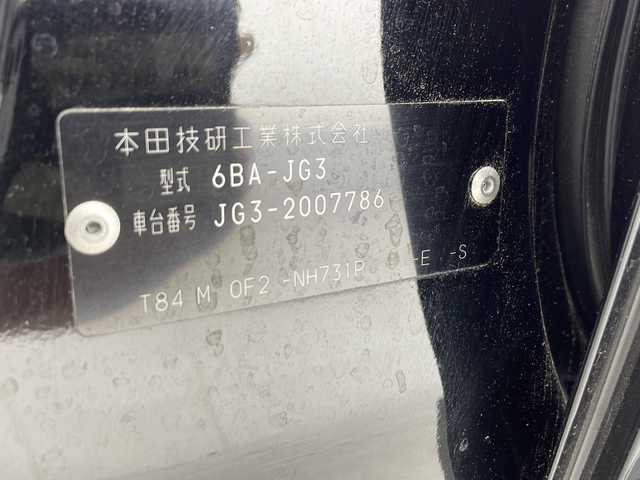 本田技研工業株式会社
型式 6BA-JG3
車台番号 JG3-2007786
T84 M 0F2 -NH731P -E -S